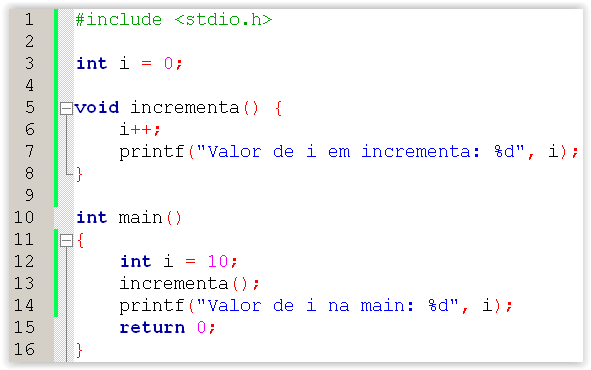 1 #include <stdio.h>
2
3 int i = 0;
4
5 void incrementa() {
6 i++;
7 printf("Valor de i em incrementa: %d", i);
8 }
9
10 int main()
11 {
12 int i = 10;
13 incrementa();
14 printf("Valor de i na main: %d", i);
15 return 0;
16 }